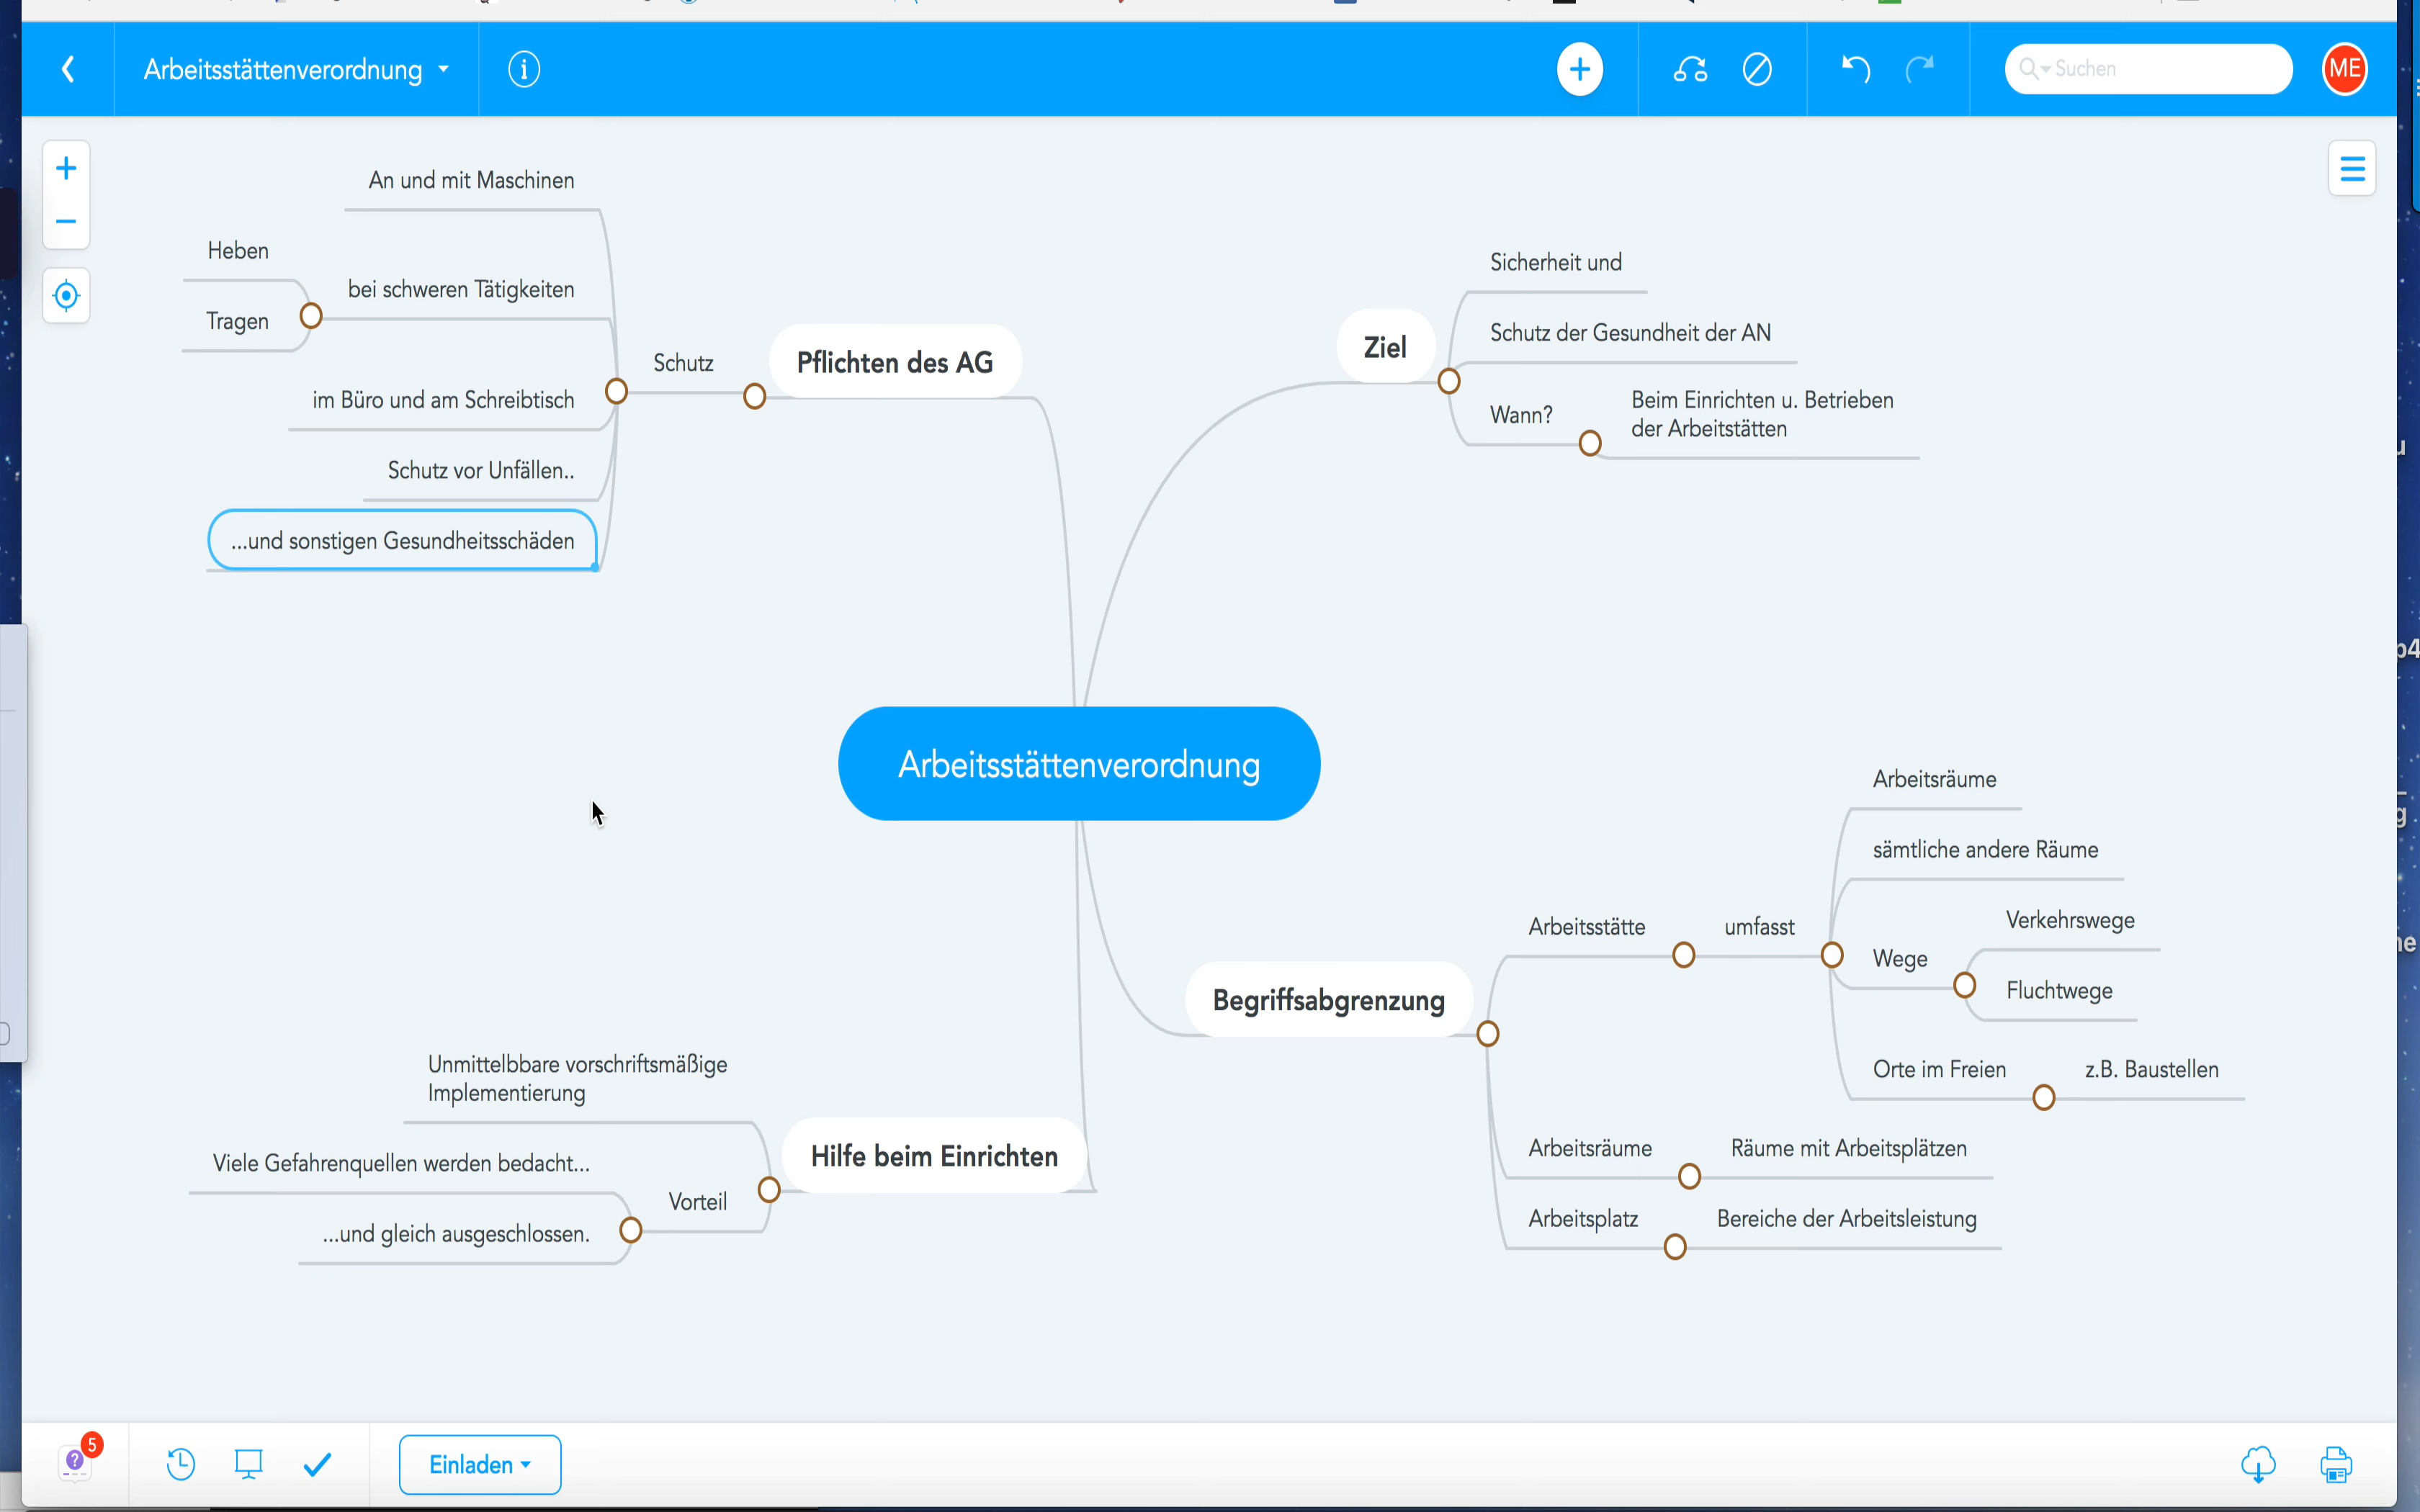 Arbeitsstättenverordnung
Suchen
ME
An und mit Maschinen
Heben
bei schweren Tätigkeiten
Tragen
im Büro und am Schreibtisch
Schutz vor Unfällen..
...und sonstigen Gesundheitsschäden
Schutz
Pflichten des AG
Ziel
Sicherheit und
Schutz der Gesundheit der AN
Wann?
Beim Einrichten u. Betrieben
der Arbeitstätten
Arbeitsstättenverordnung
Begriffsabgrenzung
Arbeitsstätte
umfasst
Arbeitsräume
sämtliche andere Räume
Wege
Verkehrswege
Fluchtwege
Orte im Freien
z.B. Baustellen
Arbeitsräume
Räume mit Arbeitsplätzen
Arbeitsplatz
Bereiche der Arbeitsleistung
Unmittelbbare vorschriftsmäßige
Implementierung
Viele Gefahrenquellen werden bedacht...
...und gleich ausgeschlossen.
Vorteil
Hilfe beim Einrichten
5
Einladen